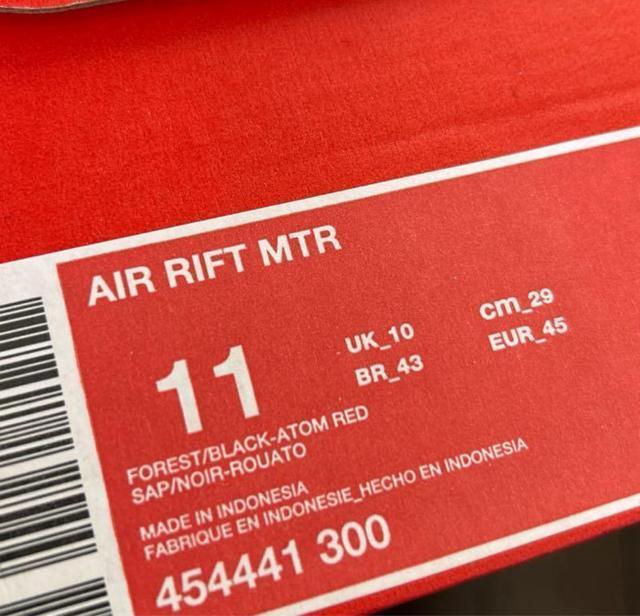 AIR RIFT MTR
11
UK_10
cm_29
BR_43
EUR_45
FOREST/BLACK-ATOM RED
SAP/NOIR-ROUATO
MADE IN INDONESIA
FABRIQUE EN INDONESIE_HECHO EN INDONESIA
454441 300